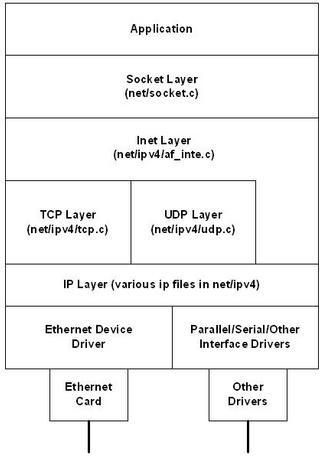 Application
Socket Layer
(net/socket.c)
Inet Layer
(net/ipv4/af_inte.c)
TCP Layer
(net/ipv4/tcp.c)
UDP Layer
(net/ipv4/udp.c)
IP Layer (various ip files in net/ipv4)
Ethernet Device
Driver
Parallel/Serial/Other
Interface Drivers
Ethernet
Card
Other
Drivers